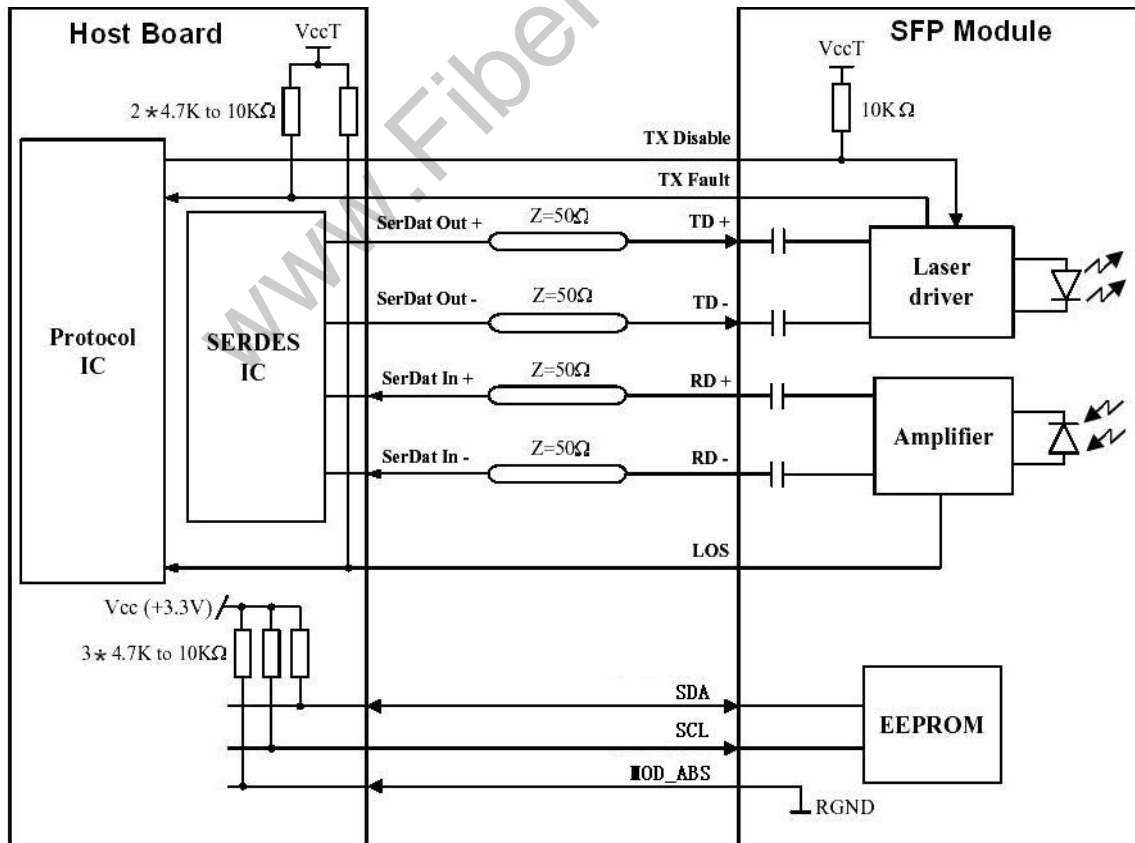 Host Board
SFP Module
VccT
VccT
2*4.7K to 10KΩ
10KΩ
TX Disable
TX Fault
SerDat Out +
Z=50Ω
TD +
Laser
driver
SerDat Out -
Z=50Ω
TD -
Protocol
IC
SERDES
IC
SerDat In +
Z=50Ω
RD +
Amplifier
SerDat In -
Z=50Ω
RD -
LOS
Vcc (+3.3V)
3*4.7K to 10KΩ
SDA
EEPROM
SCL
MOD_ABS
RGND
www.Fiber